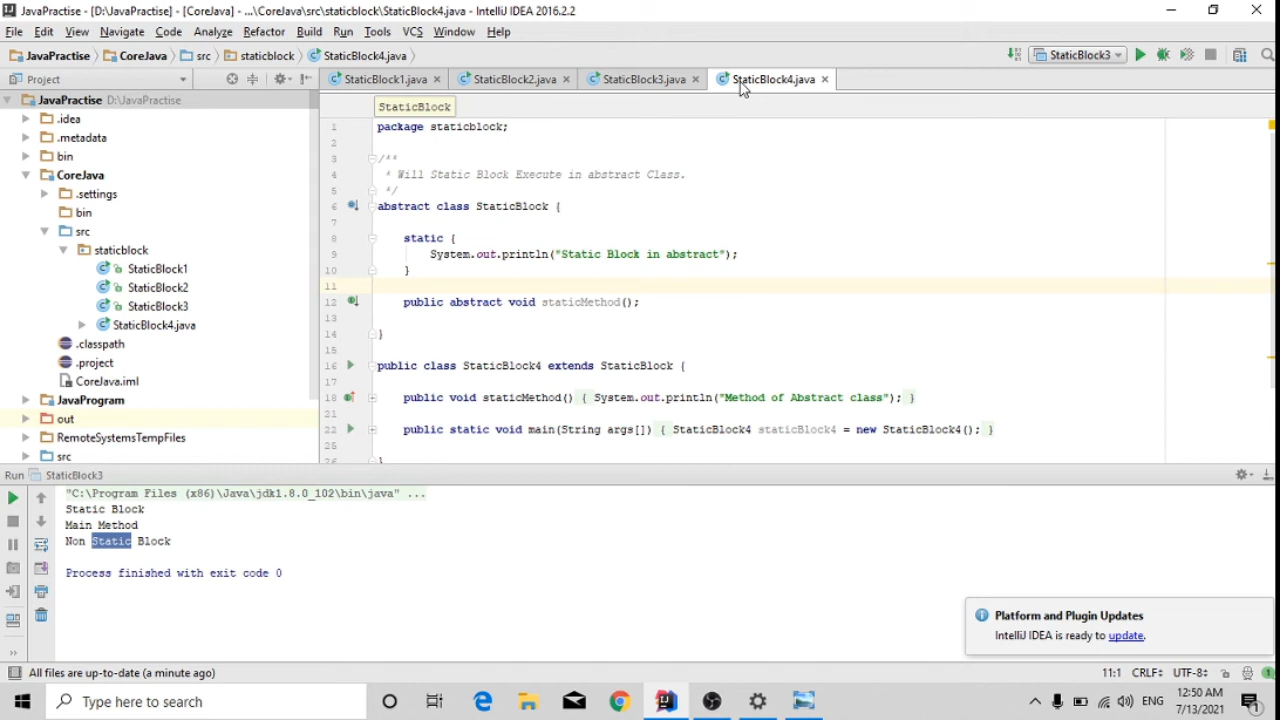 JavaPractise - [D:\JavaPractise] - [CoreJava] - ...\CoreJava\src\staticblock\StaticBlock4.java - IntelliJ IDEA 2016.2.2
File Edit View Navigate Code Analyze Refactor Build Run Tools VCS Window Help
JavaPractise CoreJava src staticblock StaticBlock4.java StaticBlock3
Project StaticBlock1.java StaticBlock2.java StaticBlock3.java StaticBlock4.java
JavaPractise D:\JavaPractise
.idea
.metadata
bin
CoreJava
.settings
bin
src
staticblock
StaticBlock1
StaticBlock2
StaticBlock3
StaticBlock4.java
.classpath
.project
CoreJava.iml
JavaProgram
out
RemoteSystemsTempFiles
src
StaticBlock
1 package staticblock;
2
3 /**
4 * Will Static Block Execute in abstract Class.
5 */
6 abstract class StaticBlock {
7
8 static {
9 System.out.println("Static Block in abstract");
10 }
11
12 public abstract void staticMethod();
13
14 }
15
16 public class StaticBlock4 extends StaticBlock {
17
18 public void staticMethod() { System.out.println("Method of Abstract class"); }
21
22 public static void main(String args[]) { StaticBlock4 staticBlock4 = new StaticBlock4(); }
25
26 }
Run StaticBlock3
"C:\Program Files (x86)\Java\jdk1.8.0_102\bin\java" ...
Static Block
Main Method
Non Static Block
Process finished with exit code 0
Platform and Plugin Updates
IntelliJ IDEA is ready to update.
All files are up-to-date (a minute ago) 11:1 CRLF÷ UTF-8÷
Type here to search
ENG
12:50 AM
7/13/2021